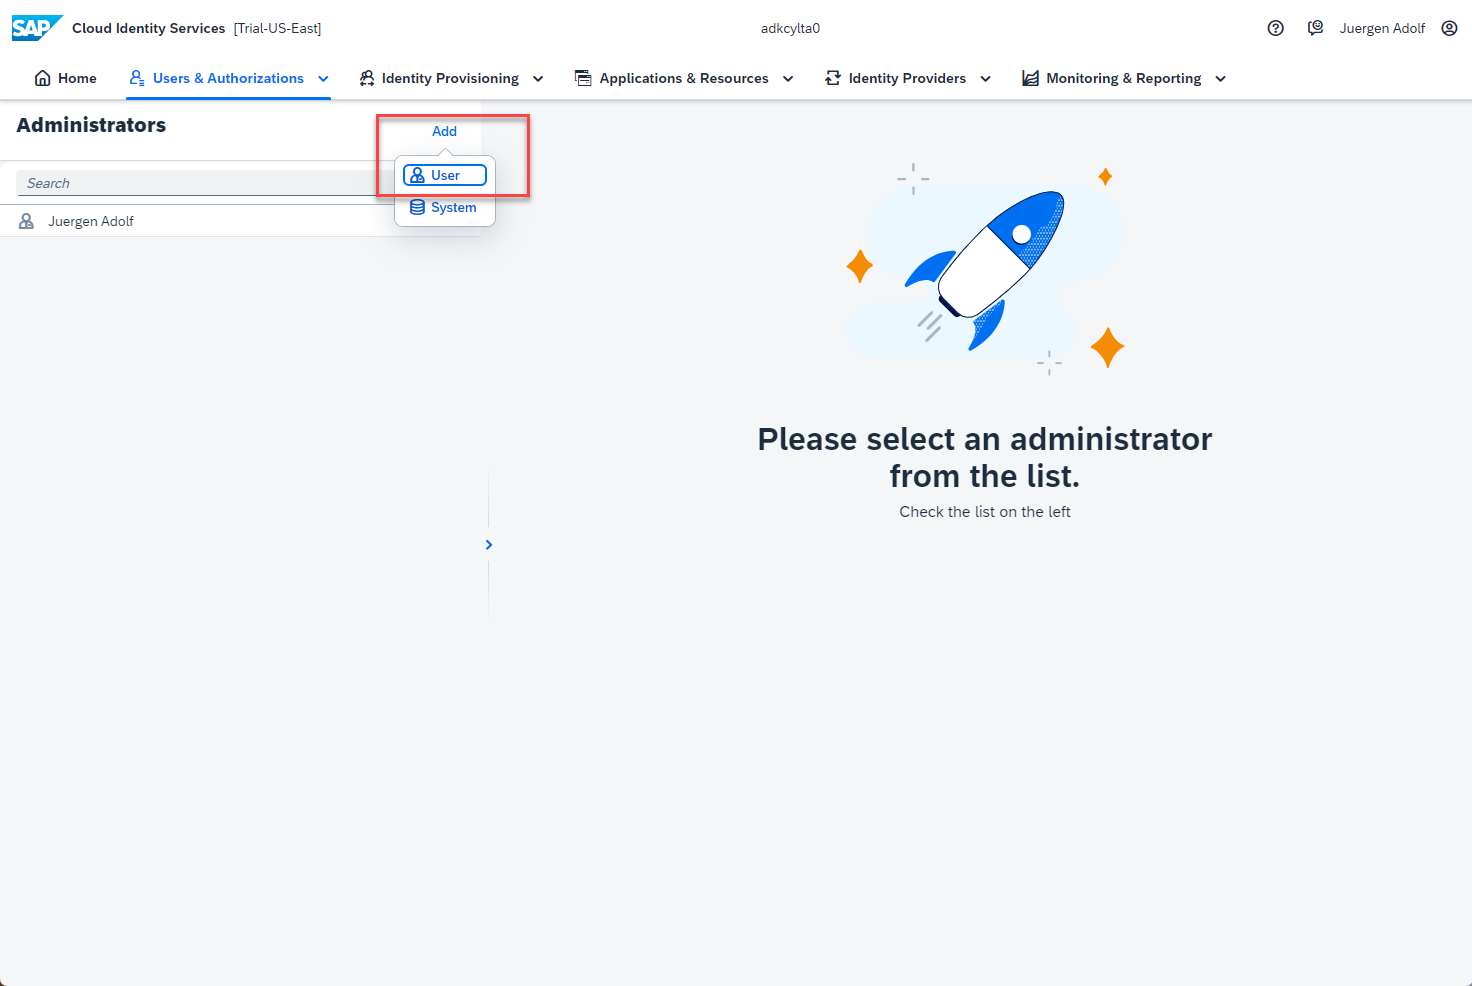 SAP Cloud Identity Services [Trial-US-East] adkcylta0 Juergen Adolf
Home Users & Authorizations Identity Provisioning Applications & Resources Identity Providers Monitoring & Reporting
Administrators
Add
User
System
Search
Juergen Adolf
Please select an administrator
from the list.
Check the list on the left